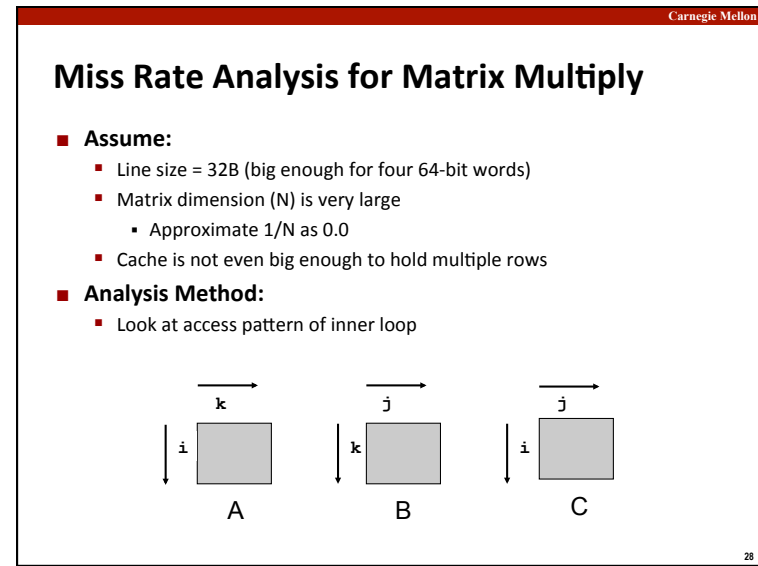 Carnegie Mellon
Miss Rate Analysis for Matrix Multiply
■ Assume:
▪ Line size = 32B (big enough for four 64-bit words)
▪ Matrix dimension (N) is very large
▪ Approximate 1/N as 0.0
▪ Cache is not even big enough to hold multiple rows
■ Analysis Method:
▪ Look at access pattern of inner loop
k j j
i k i
A B C
28